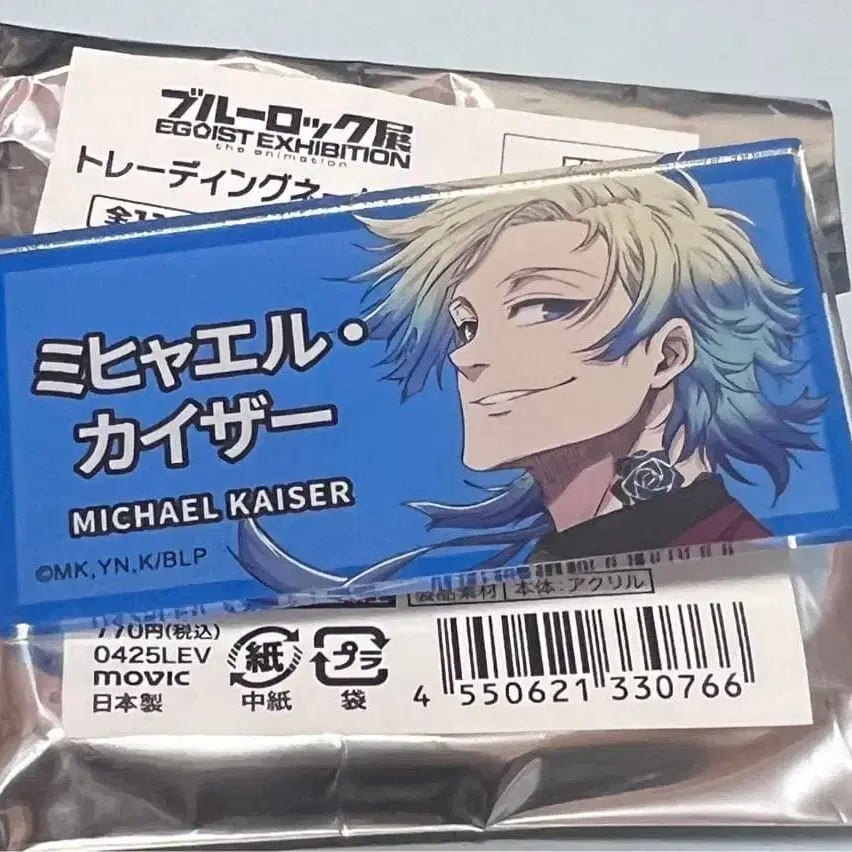 ブルーロック展
EGOIST EXHIBITION
the animation
トレーディングネー
全
ミヒャエル・
カイザー
MICHAEL KAISER
©MK,YN,K/BLP
本体:アクリル
770円(税込)
0425LEV
movic
日本製
紙
中紙
プラ
袋
4 550621 330766